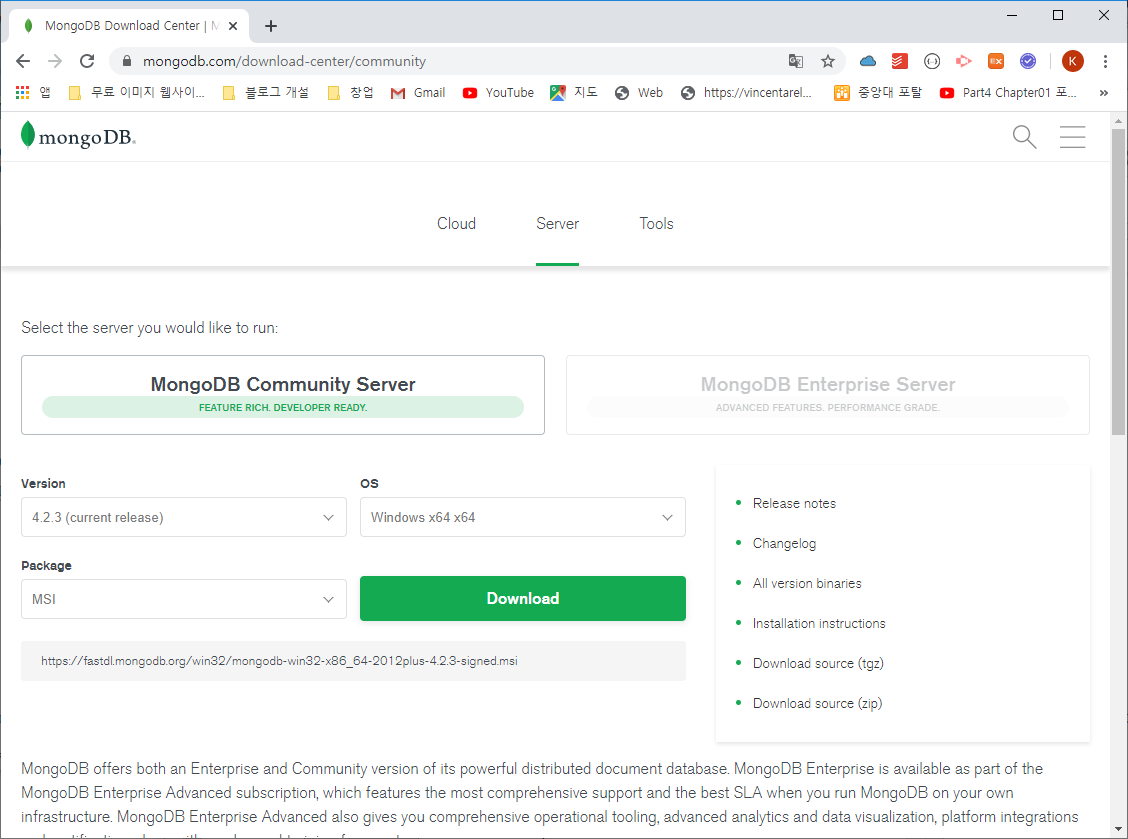 MongoDB Download Center | M
mongodb.com/download-center/community
K
앱 무료 이미지 웹사이... 블로그 개설 창업 Gmail YouTube 지도 Web https://vincentarel... 중앙대 포탈 Part4 Chapter01 포... »
mongoDB.
Cloud Server Tools
Select the server you would like to run:
MongoDB Community Server
FEATURE RICH. DEVELOPER READY.
MongoDB Enterprise Server
ADVANCED FEATURES. PERFORMANCE GRADE.
Version
4.2.3 (current release)
OS
Windows x64 x64
Package
MSI
Download
https://fastdl.mongodb.org/win32/mongodb-win32-x86_64-2012plus-4.2.3-signed.msi
Release notes
Changelog
All version binaries
Installation instructions
Download source (tgz)
Download source (zip)
MongoDB offers both an Enterprise and Community version of its powerful distributed document database. MongoDB Enterprise is available as part of the
MongoDB Enterprise Advanced subscription, which features the most comprehensive support and the best SLA when you run MongoDB on your own
infrastructure. MongoDB Enterprise Advanced also gives you comprehensive operational tooling, advanced analytics and data visualization, platform integrations